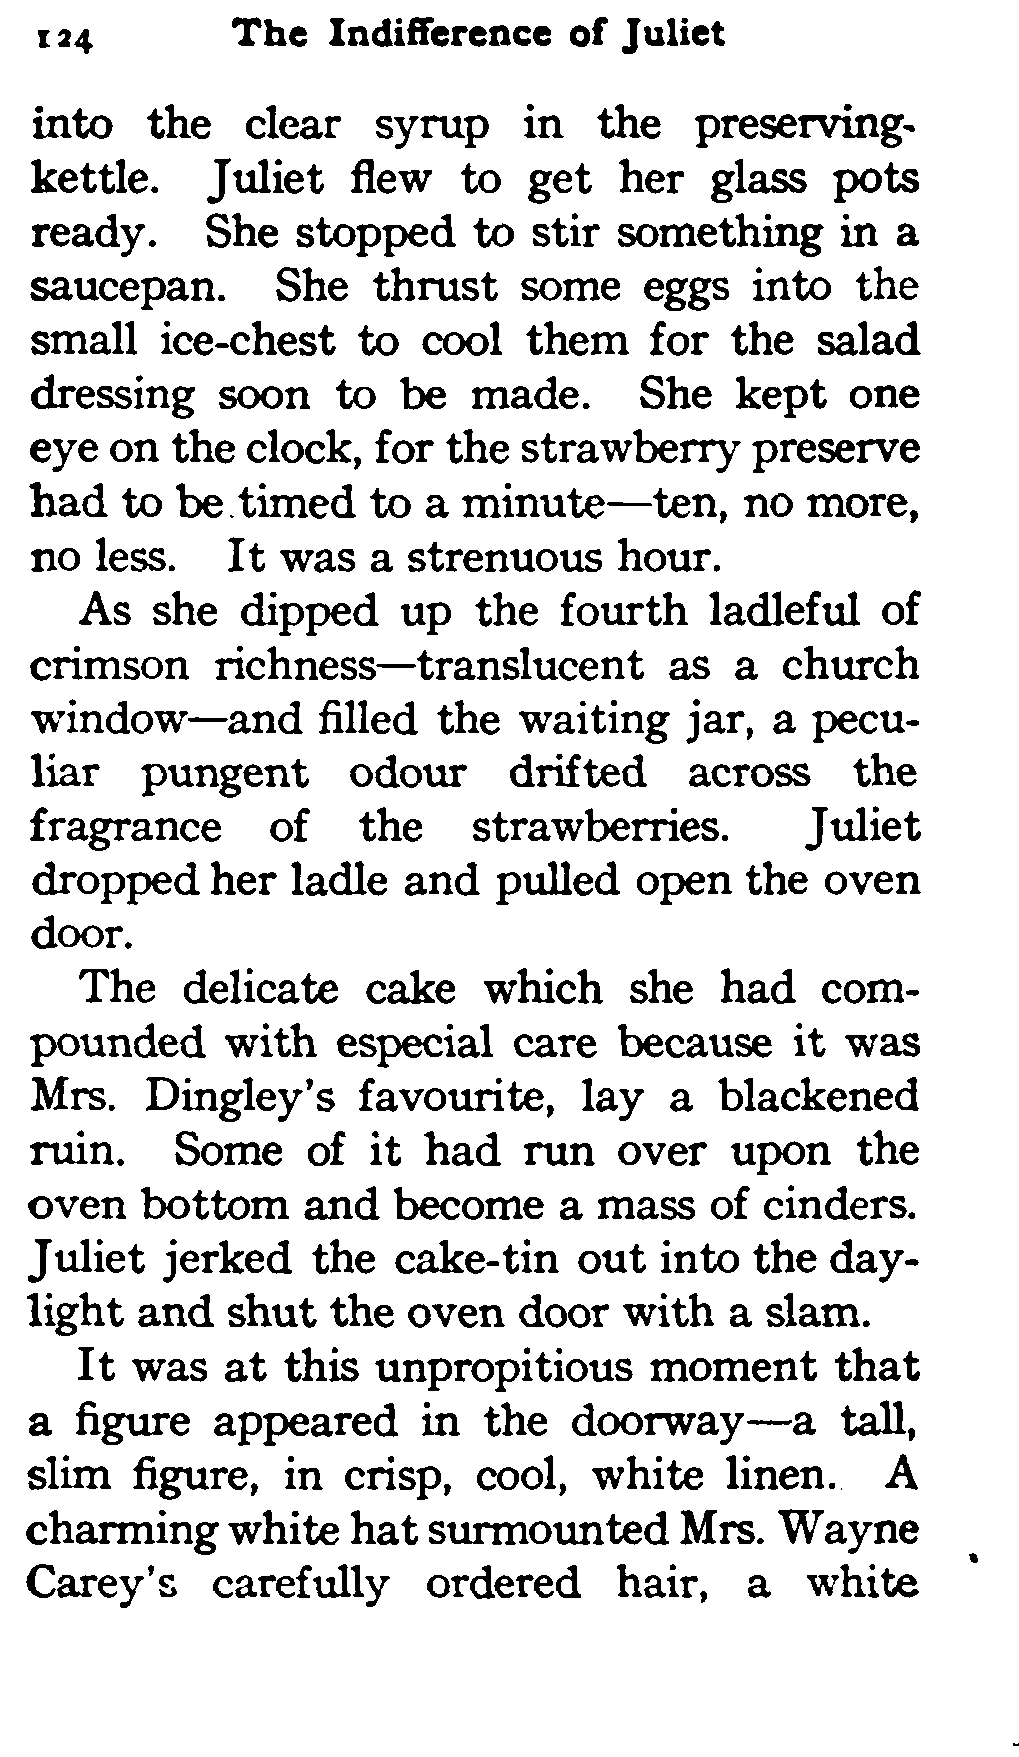 124 The Indifference of Juliet
into the clear syrup in the preserving-
kettle. Juliet flew to get her glass pots
ready. She stopped to stir something in a
saucepan. She thrust some eggs into the
small ice-chest to cool them for the salad
dressing soon to be made. She kept one
eye on the clock, for the strawberry preserve
had to be timed to a minute—ten, no more,
no less. It was a strenuous hour.
As she dipped up the fourth ladleful of
crimson richness—translucent as a church
window—and filled the waiting jar, a pecu-
liar pungent odour drifted across the
fragrance of the strawberries. Juliet
dropped her ladle and pulled open the oven
door.
The delicate cake which she had com-
pounded with especial care because it was
Mrs. Dingley's favourite, lay a blackened
ruin. Some of it had run over upon the
oven bottom and become a mass of cinders.
Juliet jerked the cake-tin out into the day-
light and shut the oven door with a slam.
It was at this unpropitious moment that
a figure appeared in the doorway—a tall,
slim figure, in crisp, cool, white linen. A
charming white hat surmounted Mrs. Wayne
Carey's carefully ordered hair, a white